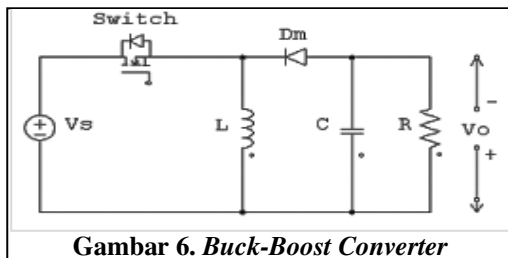 Switch
Dm
Vs
L
C
R
-
Vo
+
Gambar 6. Buck-Boost Converter